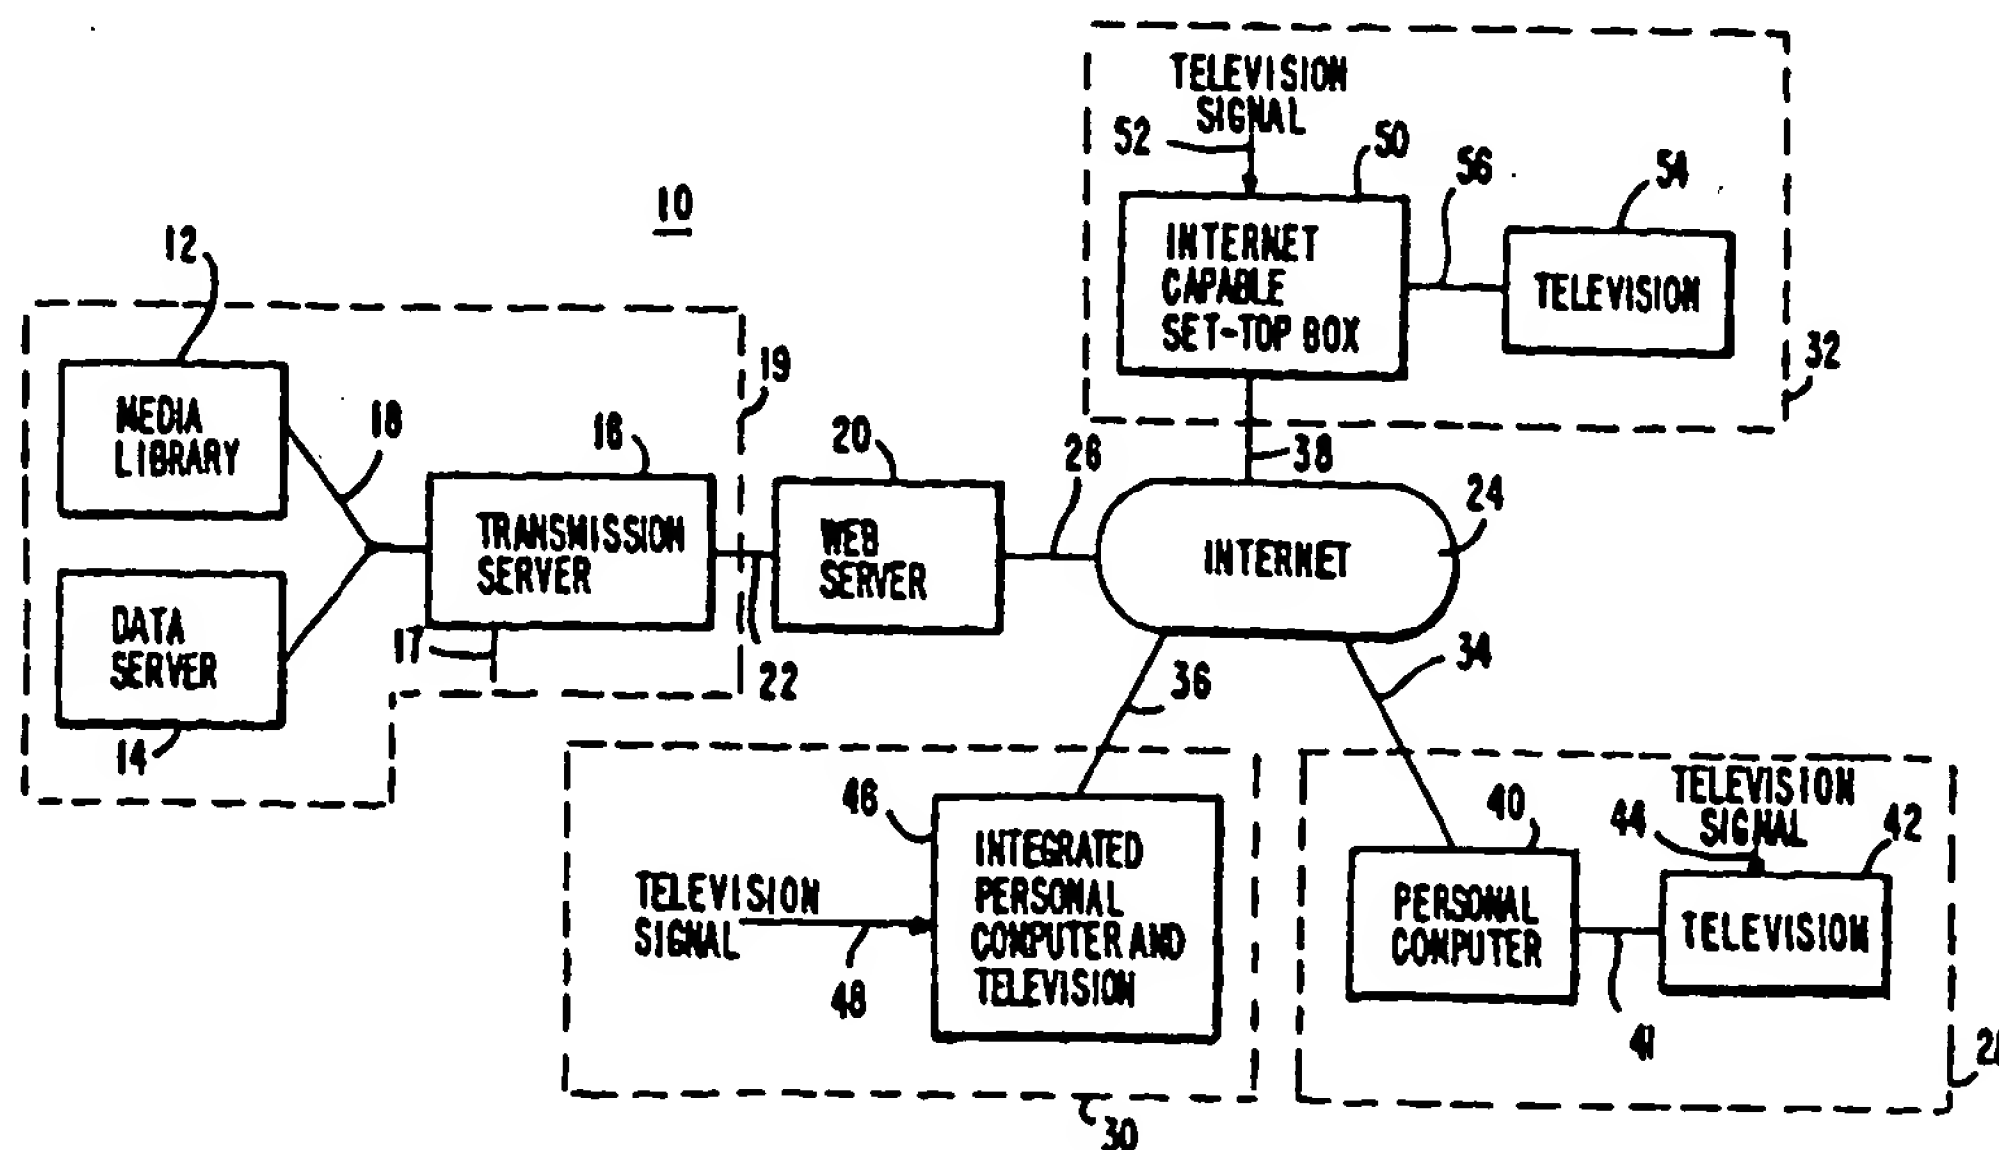 TELEVISION
SIGNAL
52
50
56
54
INTERNET
CAPABLE
SET-TOP BOX
TELEVISION
32
10
12
19
MEDIA
LIBRARY
18
16
20
26
38
24
TRANSMISSION
SERVER
WEB
SERVER
INTERNET
DATA
SERVER
17
22
14
36
34
46
INTEGRATED
PERSONAL
COMPUTER AND
TELEVISION
TELEVISION
SIGNAL
48
30
40
44
TELEVISION
SIGNAL
42
PERSONAL
COMPUTER
TELEVISION
41